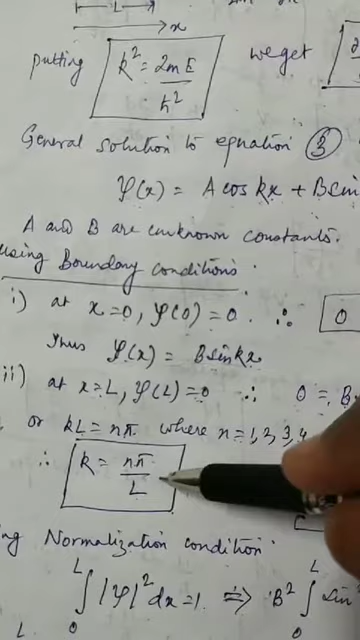 L
x
putting k² = 2mE / ħ² we get
General solution to equation ③
φ(x) = A cos kx + B sin
A and B are unknown constants.
using Boundary conditions.
i) at x=0, φ(0) = 0 . ∴ 0
Thus φ(x) = B sin kx
ii) at x=L, φ(L)=0 ∴ 0 = B
or kL = nπ where n=1, 2, 3, 4
∴ k = nπ / L
Normalization condition.
∫₀ᴸ |φ|² dx = 1. ⇒ B² ∫₀ᴸ sin²
L